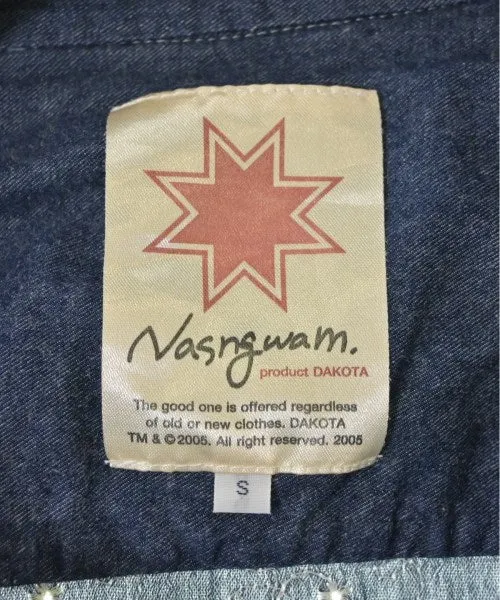 Nasngwam.
product DAKOTA
The good one is offered regardless
of old or new clothes. DAKOTA
TM & © 2005. All right reserved. 2005
S